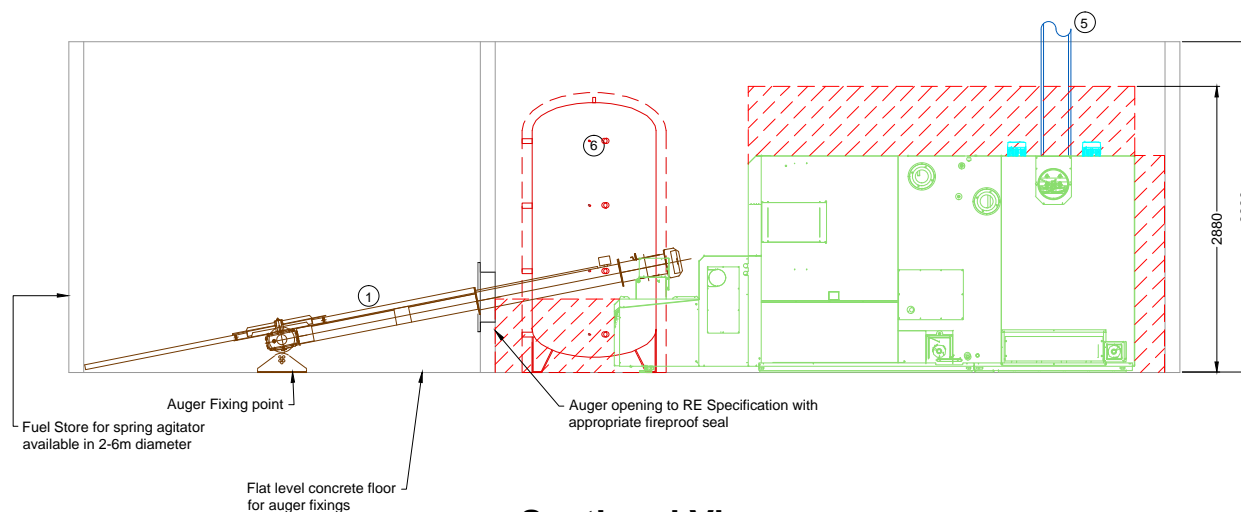 5
6
2880
1
Auger Fixing point
Fuel Store for spring agitator
available in 2-6m diameter
Auger opening to RE Specification with
appropriate fireproof seal
Flat level concrete floor
for auger fixings